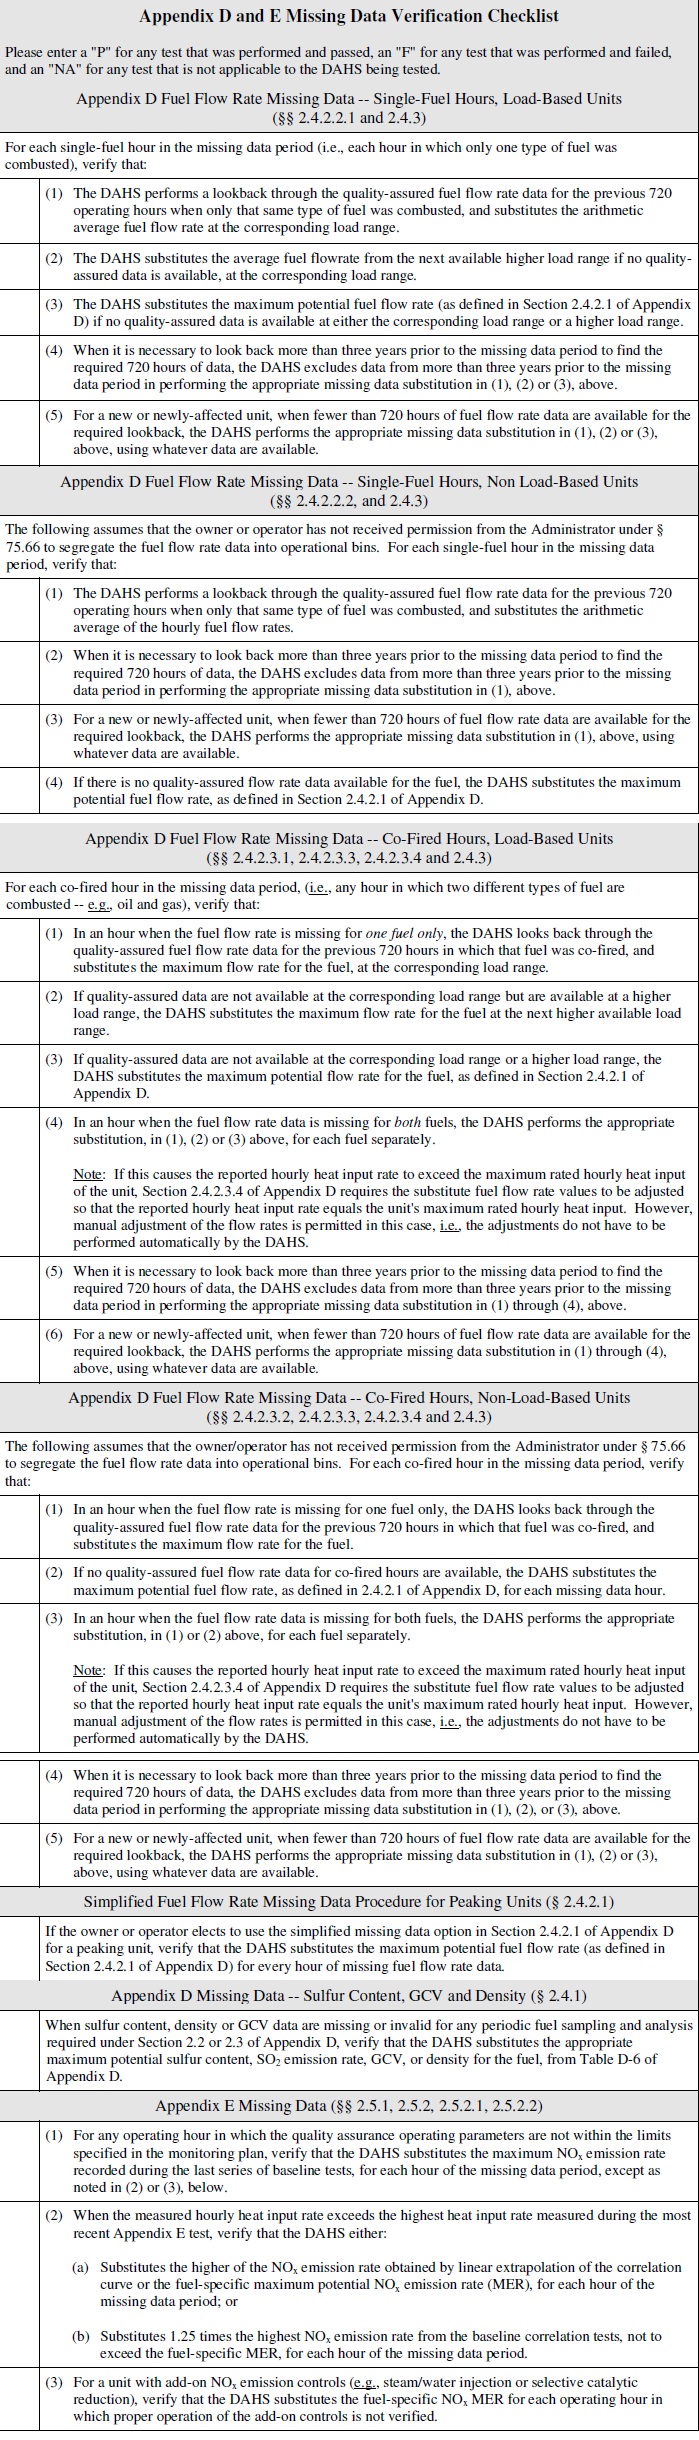 Appendix D and E Missing Data Verification Checklist
Please enter a "P" for any test that was performed and passed, an "F" for any test that was performed and failed,
and an "NA" for any test that is not applicable to the DAHS being tested.
Appendix D Fuel Flow Rate Missing Data -- Single-Fuel Hours, Load-Based Units
(§§ 2.4.2.2.1 and 2.4.3)
For each single-fuel hour in the missing data period (i.e., each hour in which only one type of fuel was
combusted), verify that:
(1) The DAHS performs a lookback through the quality-assured fuel flow rate data for the previous 720
operating hours when only that same type of fuel was combusted, and substitutes the arithmetic
average fuel flow rate at the corresponding load range.
(2) The DAHS substitutes the average fuel flowrate from the next available higher load range if no quality-
assured data is available, at the corresponding load range.
(3) The DAHS substitutes the maximum potential fuel flow rate (as defined in Section 2.4.2.1 of Appendix
D) if no quality-assured data is available at either the corresponding load range or a higher load range.
(4) When it is necessary to look back more than three years prior to the missing data period to find the
required 720 hours of data, the DAHS excludes data from more than three years prior to the missing
data period in performing the appropriate missing data substitution in (1), (2) or (3), above.
(5) For a new or newly-affected unit, when fewer than 720 hours of fuel flow rate data are available for the
required lookback, the DAHS performs the appropriate missing data substitution in (1), (2) or (3),
above, using whatever data are available.
Appendix D Fuel Flow Rate Missing Data -- Single-Fuel Hours, Non Load-Based Units
(§§ 2.4.2.2.2, and 2.4.3)
The following assumes that the owner or operator has not received permission from the Administrator under §
75.66 to segregate the fuel flow rate data into operational bins. For each single-fuel hour in the missing data
period, verify that:
(1) The DAHS performs a lookback through the quality-assured fuel flow rate data for the previous 720
operating hours when only that same type of fuel was combusted, and substitutes the arithmetic
average of the hourly fuel flow rates.
(2) When it is necessary to look back more than three years prior to the missing data period to find the
required 720 hours of data, the DAHS excludes data from more than three years prior to the missing
data period in performing the appropriate missing data substitution in (1), above.
(3) For a new or newly-affected unit, when fewer than 720 hours of fuel flow rate data are available for the
required lookback, the DAHS performs the appropriate missing data substitution in (1), above, using
whatever data are available.
(4) If there is no quality-assured flow rate data available for the fuel, the DAHS substitutes the maximum
potential fuel flow rate, as defined in Section 2.4.2.1 of Appendix D.
Appendix D Fuel Flow Rate Missing Data -- Co-Fired Hours, Load-Based Units
(§§ 2.4.2.3.1, 2.4.2.3.3, 2.4.2.3.4 and 2.4.3)
For each co-fired hour in the missing data period, (i.e., any hour in which two different types of fuel are
combusted -- e.g., oil and gas), verify that:
(1) In an hour when the fuel flow rate is missing for one fuel only, the DAHS looks back through the
quality-assured fuel flow rate data for the previous 720 hours in which that fuel was co-fired, and
substitutes the maximum flow rate for the fuel, at the corresponding load range.
(2) If quality-assured data are not available at the corresponding load range but are available at a higher
load range, the DAHS substitutes the maximum flow rate for the fuel at the next higher available load
range.
(3) If quality-assured data are not available at the corresponding load range or a higher load range, the
DAHS substitutes the maximum potential flow rate for the fuel, as defined in Section 2.4.2.1 of
Appendix D.
(4) In an hour when the fuel flow rate data is missing for both fuels, the DAHS performs the appropriate
substitution, in (1), (2) or (3) above, for each fuel separately.
Note: If this causes the reported hourly heat input rate to exceed the maximum rated hourly heat input
of the unit, Section 2.4.2.3.4 of Appendix D requires the substitute fuel flow rate values to be adjusted
so that the reported hourly heat input rate equals the unit's maximum rated hourly heat input. However,
manual adjustment of the flow rates is permitted in this case, i.e., the adjustments do not have to be
performed automatically by the DAHS.
(5) When it is necessary to look back more than three years prior to the missing data period to find the
required 720 hours of data, the DAHS excludes data from more than three years prior to the missing
data period in performing the appropriate missing data substitution in (1) through (4), above.
(6) For a new or newly-affected unit, when fewer than 720 hours of fuel flow rate data are available for the
required lookback, the DAHS performs the appropriate missing data substitution in (1) through (4),
above, using whatever data are available.
Appendix D Fuel Flow Rate Missing Data -- Co-Fired Hours, Non-Load-Based Units
(§§ 2.4.2.3.2, 2.4.2.3.3, 2.4.2.3.4 and 2.4.3)
The following assumes that the owner/operator has not received permission from the Administrator under § 75.66
to segregate the fuel flow rate data into operational bins. For each co-fired hour in the missing data period, verify
that:
(1) In an hour when the fuel flow rate is missing for one fuel only, the DAHS looks back through the
quality-assured fuel flow rate data for the previous 720 hours in which that fuel was co-fired, and
substitutes the maximum flow rate for the fuel.
(2) If no quality-assured fuel flow rate data for co-fired hours are available, the DAHS substitutes the
maximum potential fuel flow rate, as defined in 2.4.2.1 of Appendix D, for each missing data hour.
(3) In an hour when the fuel flow rate data is missing for both fuels, the DAHS performs the appropriate
substitution, in (1) or (2) above, for each fuel separately.
Note: If this causes the reported hourly heat input rate to exceed the maximum rated hourly heat input
of the unit, Section 2.4.2.3.4 of Appendix D requires the substitute fuel flow rate values to be adjusted
so that the reported hourly heat input rate equals the unit's maximum rated hourly heat input. However,
manual adjustment of the flow rates is permitted in this case, i.e., the adjustments do not have to be
performed automatically by the DAHS.
(4) When it is necessary to look back more than three years prior to the missing data period to find the
required 720 hours of data, the DAHS excludes data from more than three years prior to the missing
data period in performing the appropriate missing data substitution in (1), (2), or (3), above.
(5) For a new or newly-affected unit, when fewer than 720 hours of fuel flow rate data are available for the
required lookback, the DAHS performs the appropriate missing data substitution in (1), (2) or (3),
above, using whatever data are available.
Simplified Fuel Flow Rate Missing Data Procedure for Peaking Units (§ 2.4.2.1)
If the owner or operator elects to use the simplified missing data option in Section 2.4.2.1 of Appendix D
for a peaking unit, verify that the DAHS substitutes the maximum potential fuel flow rate (as defined in
Section 2.4.2.1 of Appendix D) for every hour of missing fuel flow rate data.
Appendix D Missing Data -- Sulfur Content, GCV and Density (§ 2.4.1)
When sulfur content, density or GCV data are missing or invalid for any periodic fuel sampling and analysis
required under Section 2.2 or 2.3 of Appendix D, verify that the DAHS substitutes the appropriate
maximum potential sulfur content, SO₂ emission rate, GCV, or density for the fuel, from Table D-6 of
Appendix D.
Appendix E Missing Data (§§ 2.5.1, 2.5.2, 2.5.2.1, 2.5.2.2)
(1) For any operating hour in which the quality assurance operating parameters are not within the limits
specified in the monitoring plan, verify that the DAHS substitutes the maximum NOₓ emission rate
recorded during the last series of baseline tests, for each hour of the missing data period, except as
noted in (2) or (3), below.
(2) When the measured hourly heat input rate exceeds the highest heat input rate measured during the most
recent Appendix E test, verify that the DAHS either:
(a) Substitutes the higher of the NOₓ emission rate obtained by linear extrapolation of the correlation
curve or the fuel-specific maximum potential NOₓ emission rate (MER), for each hour of the
missing data period; or
(b) Substitutes 1.25 times the highest NOₓ emission rate from the baseline correlation tests, not to
exceed the fuel-specific MER, for each hour of the missing data period.
(3) For a unit with add-on NOₓ emission controls (e.g., steam/water injection or selective catalytic
reduction), verify that the DAHS substitutes the fuel-specific NOₓ MER for each operating hour in
which proper operation of the add-on controls is not verified.